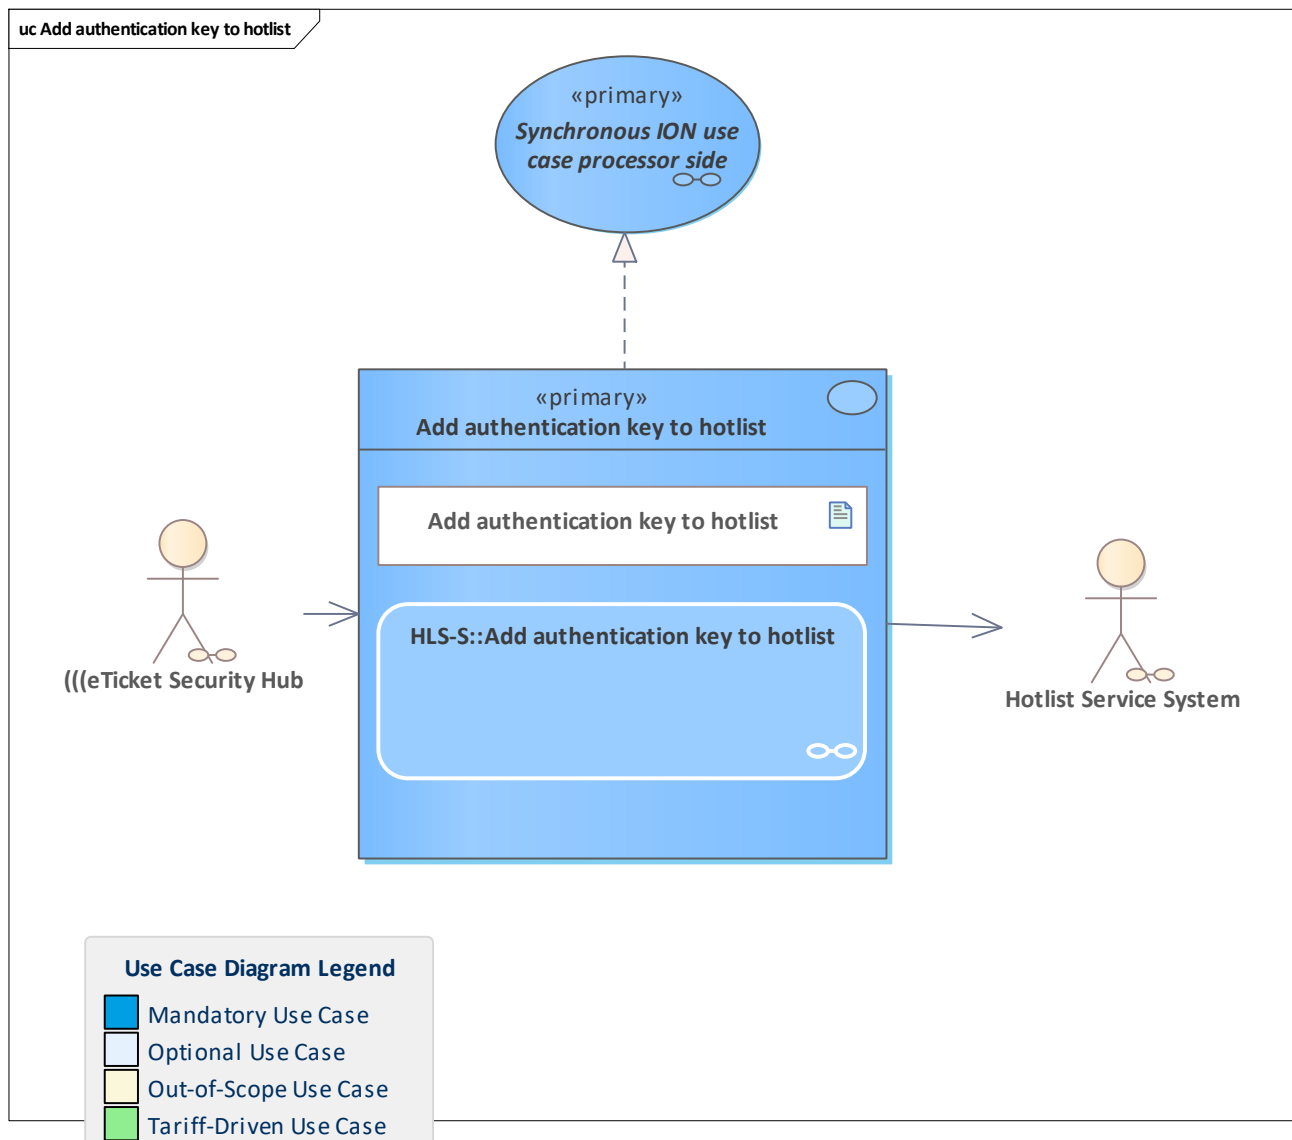 uc Add authentication key to hotlist
«primary»
Synchronous ION use
case processor side
«primary»
Add authentication key to hotlist
Add authentication key to hotlist
HLS-S::Add authentication key to hotlist
(((eTicket Security Hub
Hotlist Service System
Use Case Diagram Legend
Mandatory Use Case
Optional Use Case
Out-of-Scope Use Case
Tariff-Driven Use Case